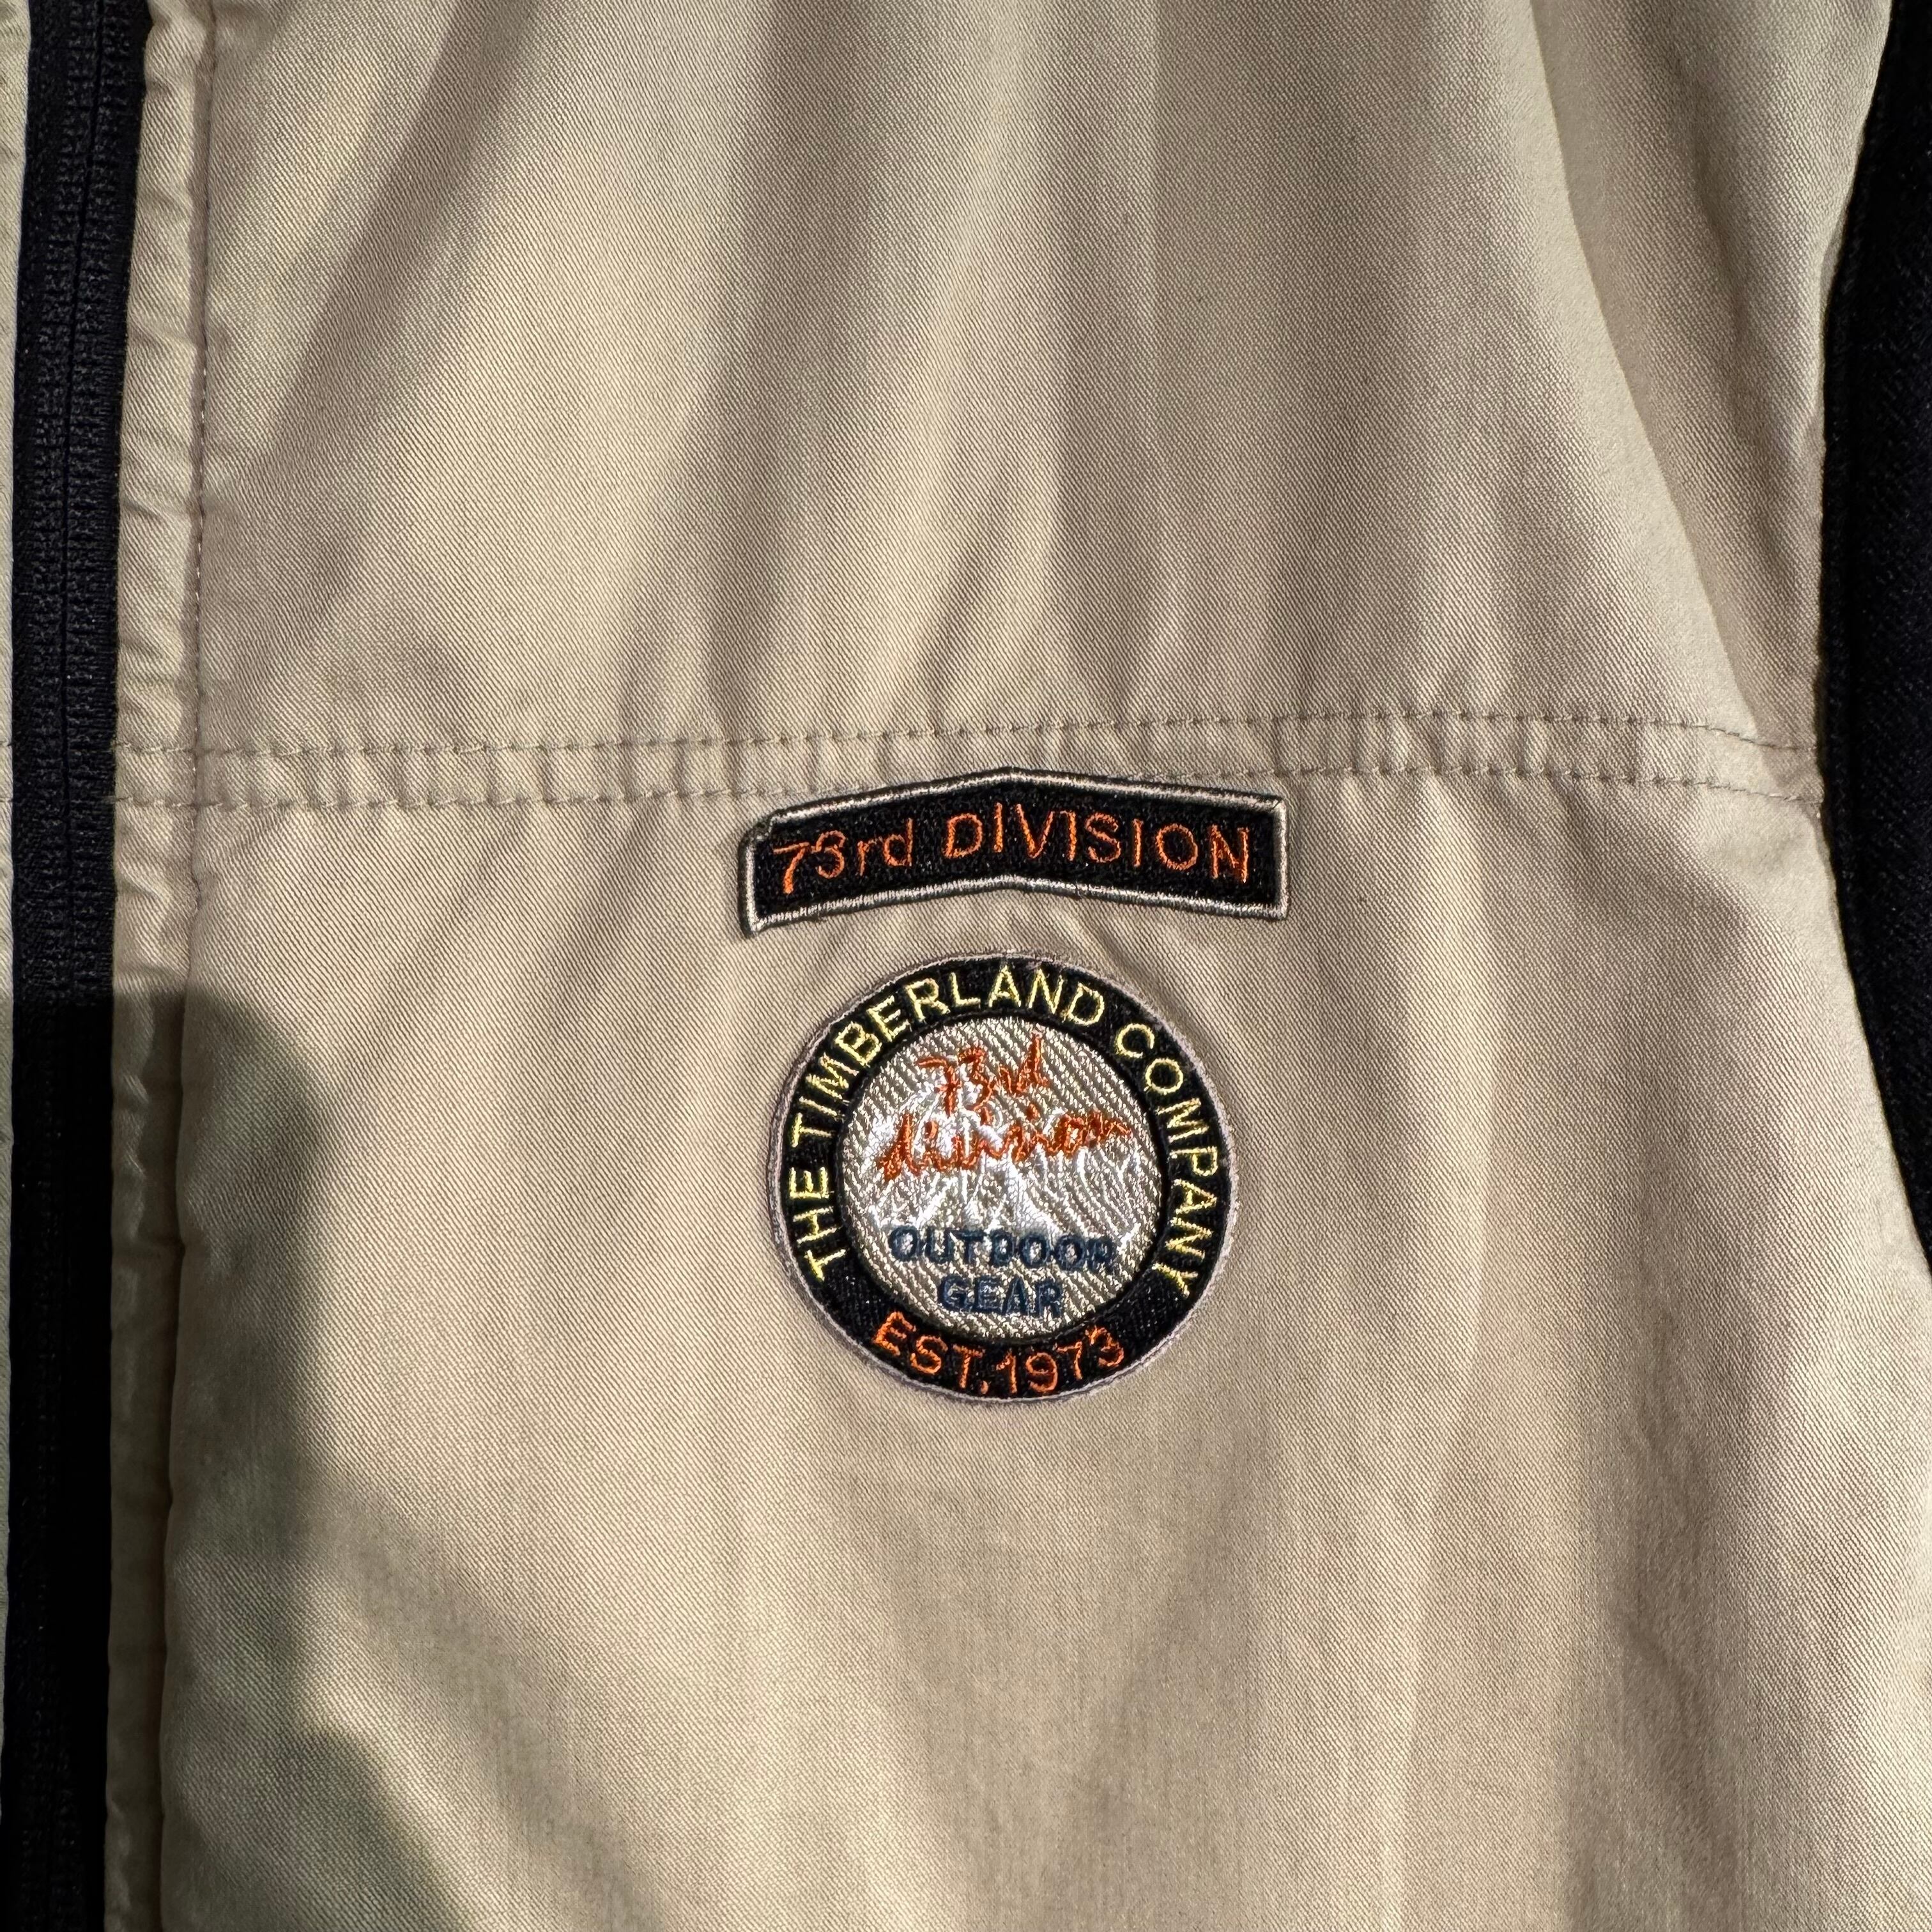 73rd DIVISION
THE TIMBERLAND COMPANY
73rd
division
OUTDOOR
GEAR
EST. 1973